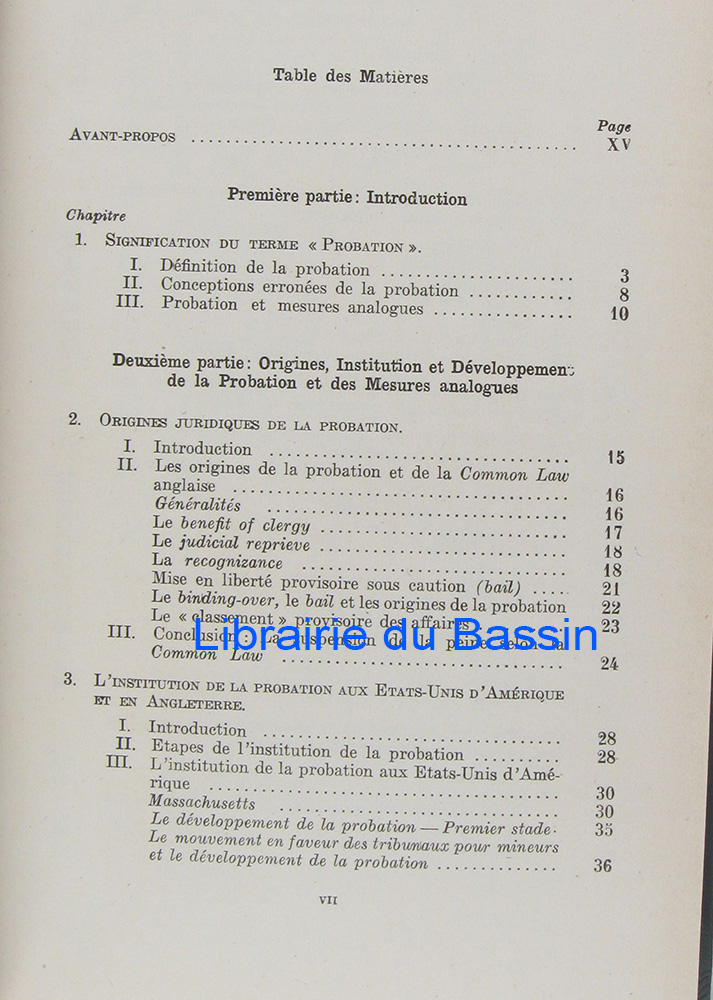 Table des Matières
Page
AVANT-PROPOS ........................................ XV
Première partie: Introduction
Chapitre
1. SIGNIFICATION DU TERME « PROBATION ».
I. Définition de la probation ...................... 3
II. Conceptions erronées de la probation ............ 8
III. Probation et mesures analogues ................ 10
Deuxième partie: Origines, Institution et Développement
de la Probation et des Mesures analogues
2. ORIGINES JURIDIQUES DE LA PROBATION.
I. Introduction .................................... 15
II. Les origines de la probation et de la Common Law
anglaise ...................................... 16
Généralités .................................. 16
Le benefit of clergy ............................ 17
Le judicial reprieve ............................ 18
La recognizance .............................. 18
Mise en liberté provisoire sous caution (bail) .... 21
Le binding-over, le bail et les origines de la probation 22
Le « classement » provisoire des affaires 23
III. Conclusion : La suspension de la peine selon la
Common Law ................................ 24
Librairie du Bassin
3. L'INSTITUTION DE LA PROBATION AUX ETATS-UNIS D'AMÉRIQUE
ET EN ANGLETERRE.
I. Introduction .................................... 28
II. Etapes de l'institution de la probation .......... 28
III. L'institution de la probation aux Etats-Unis d'Amé-
rique ........................................ 30
Massachusetts ................................ 30
Le développement de la probation — Premier stade. 35
Le mouvement en faveur des tribunaux pour mineurs
et le développement de la probation .............. 36
VII